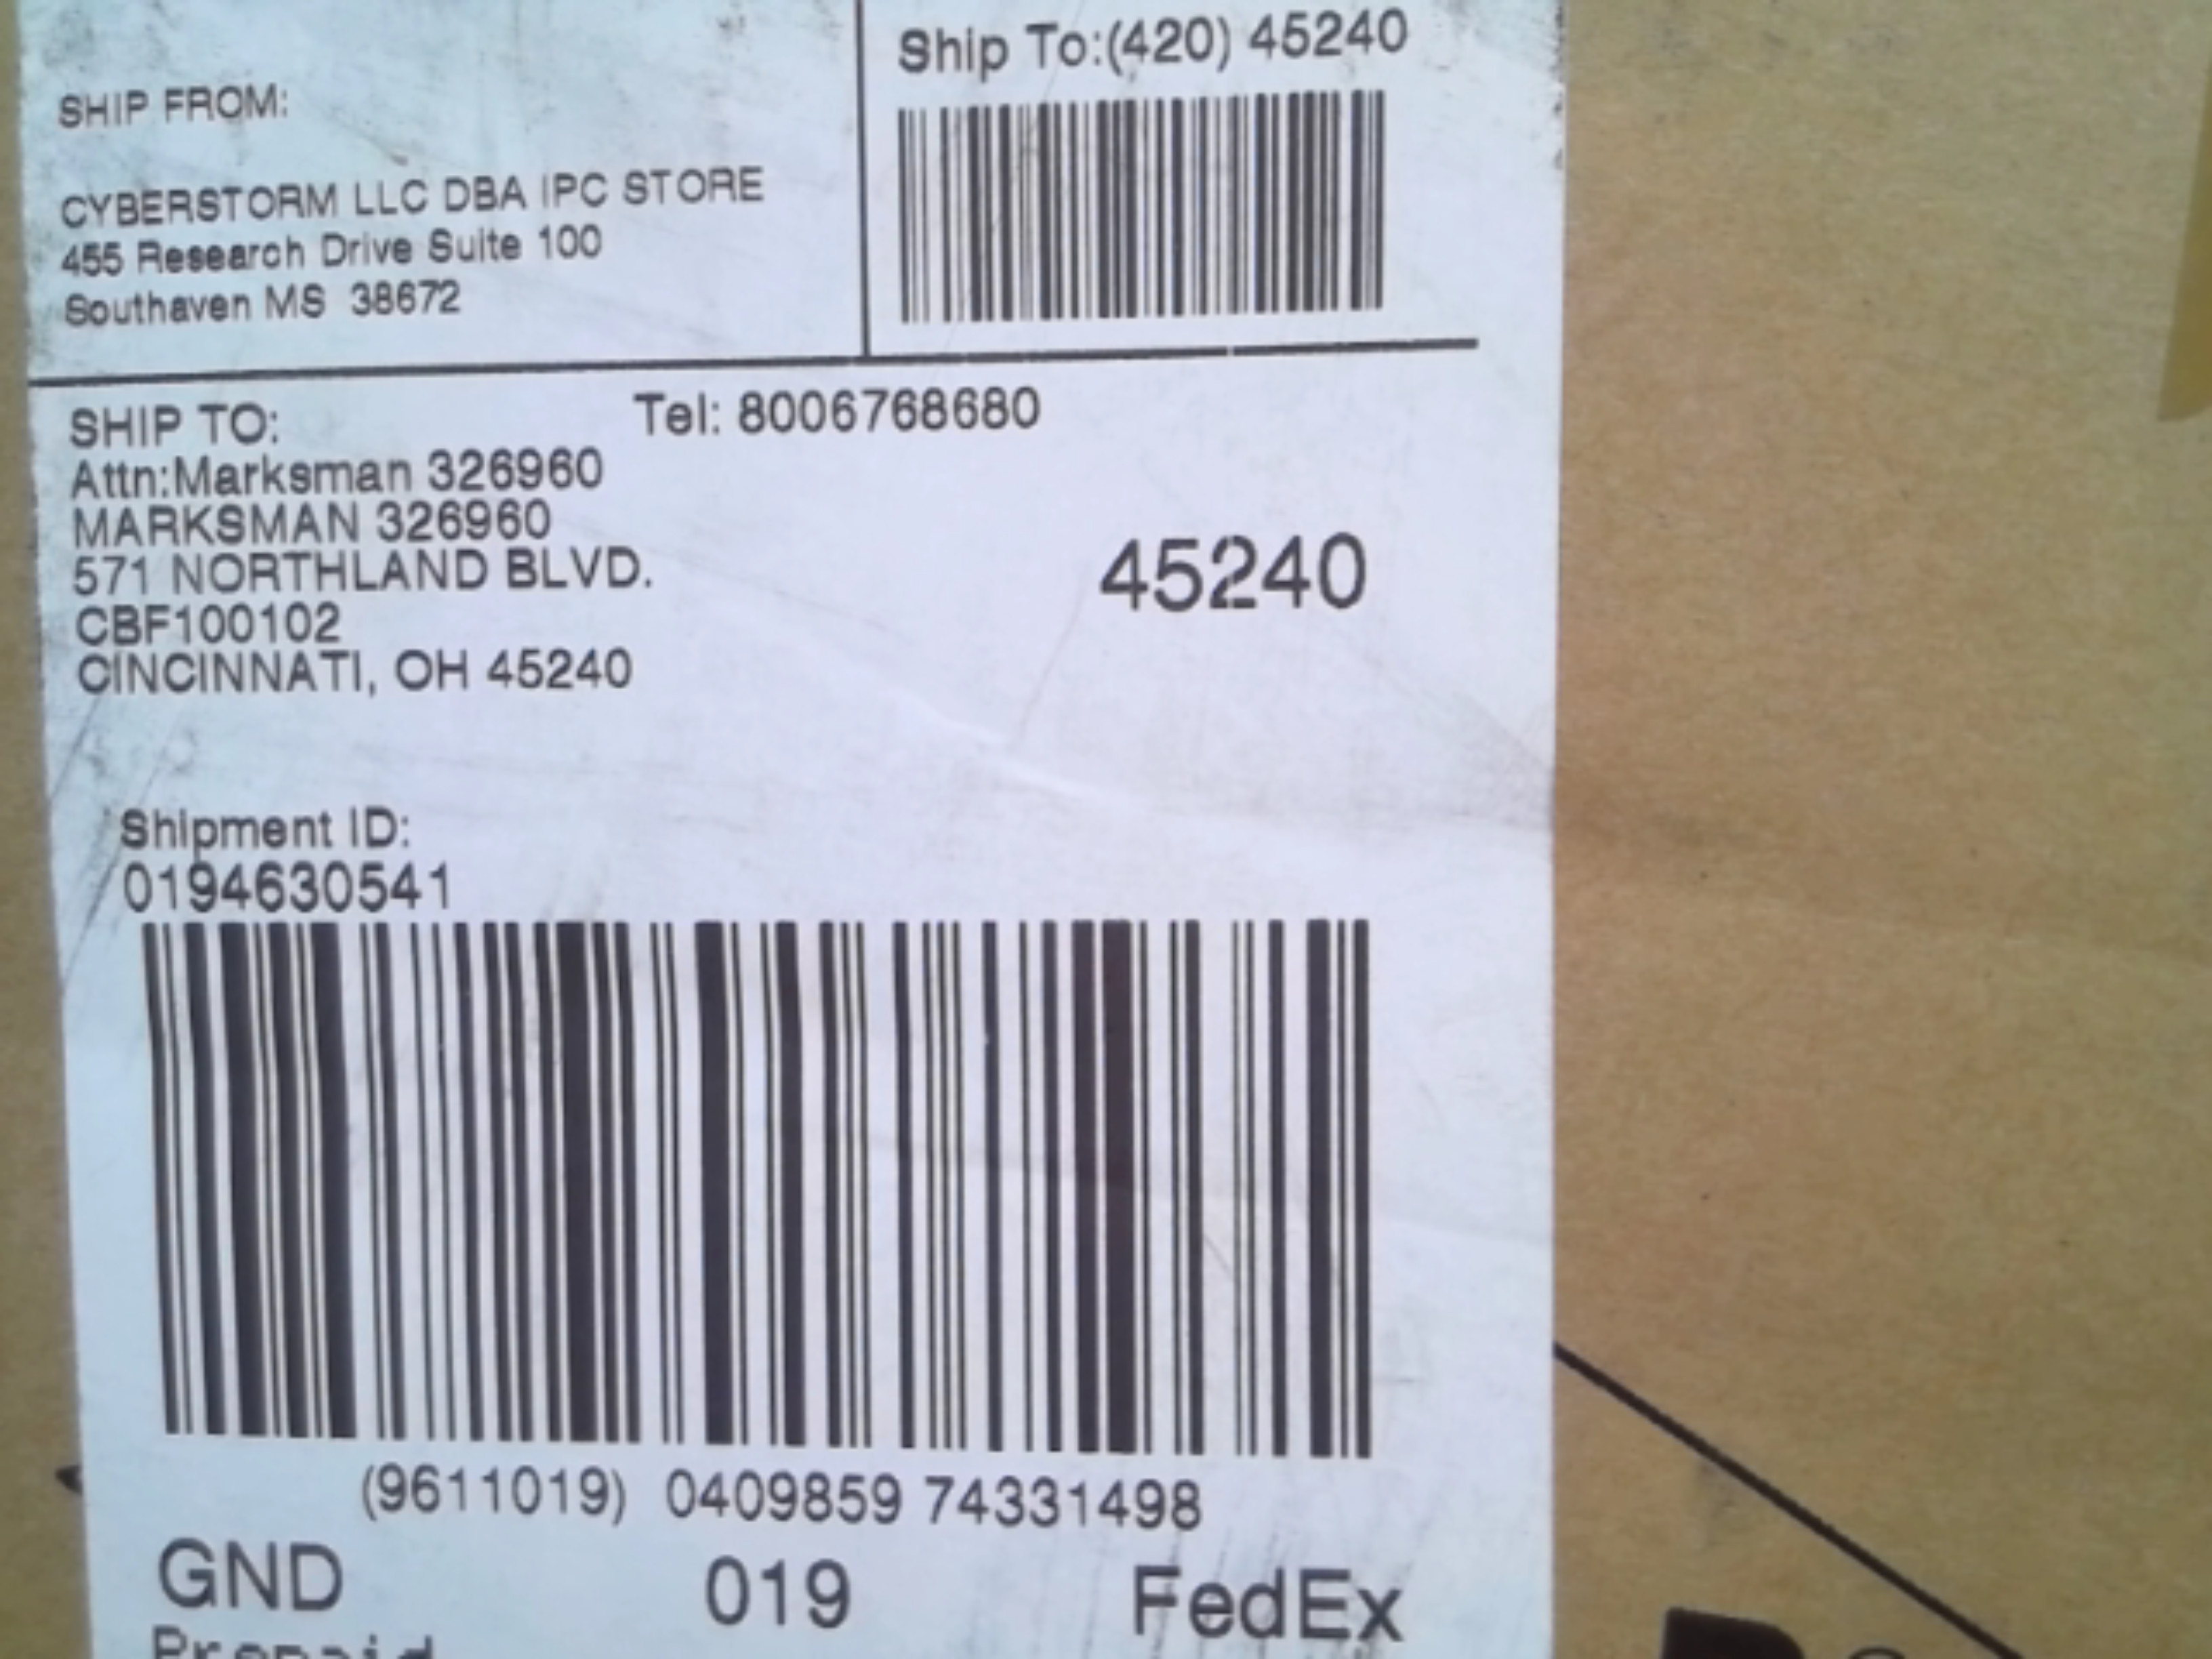 Ship To:(420) 45240
SHIP FROM:
CYBERSTORM LLC DBA IPC STORE
455 Research Drive Suite 100
Southaven MS 38672
SHIP TO: Tel: 8006768680
Attn:Marksman 326960
MARKSMAN 326960
571 NORTHLAND BLVD.
CBF100102
CINCINNATI, OH 45240
45240
Shipment ID:
0194630541
(9611019) 0409859 74331498
GND 019 FedEx
Prepaid